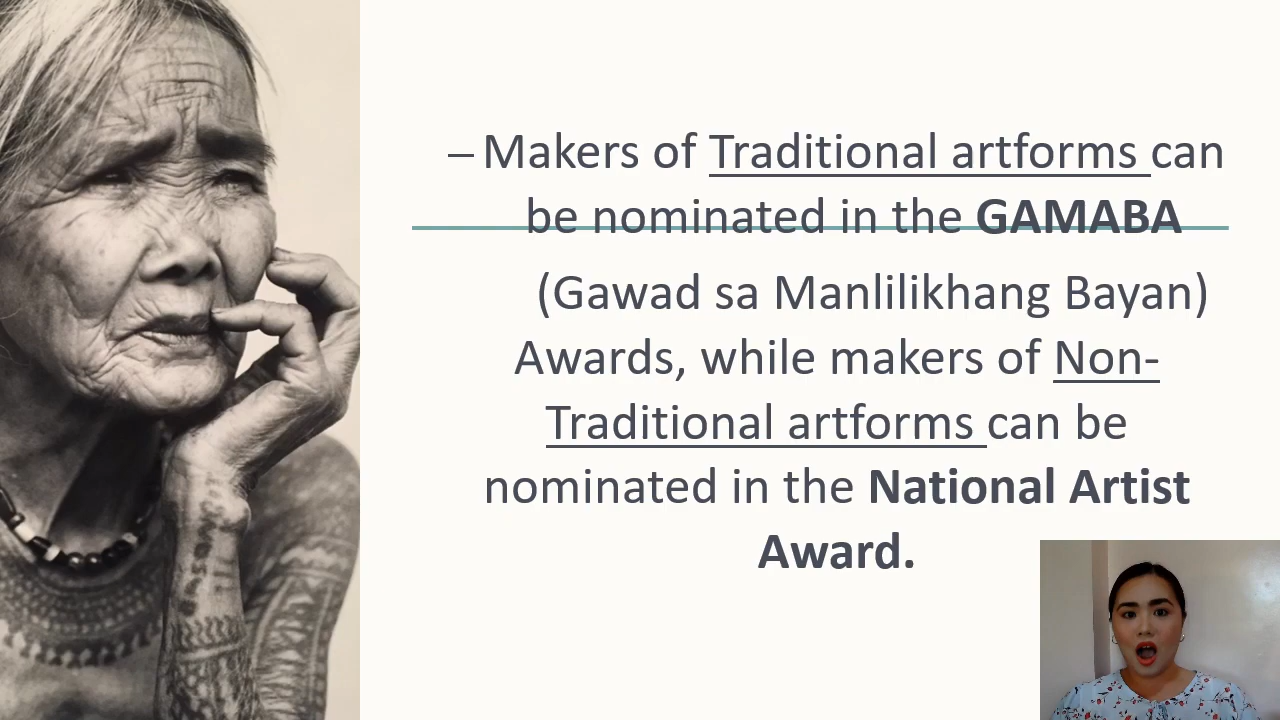 – Makers of Traditional artforms can
be nominated in the GAMABA
(Gawad sa Manlilikhang Bayan)
Awards, while makers of Non-
Traditional artforms can be
nominated in the National Artist
Award.